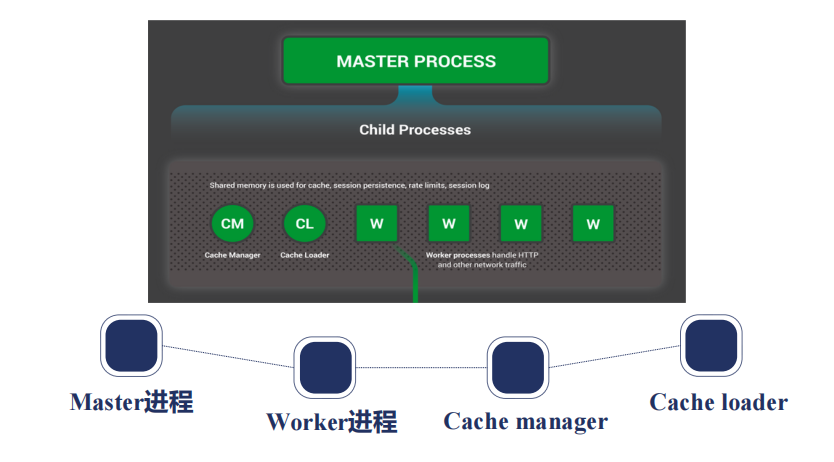 MASTER PROCESS
Child Processes
Shared memory is used for cache, session persistence, rate limits, session log
CM
CL
W
W
W
W
Cache Manager
Cache Loader
Worker processes handle HTTP
and other network traffic
Master进程
Worker进程
Cache manager
Cache loader